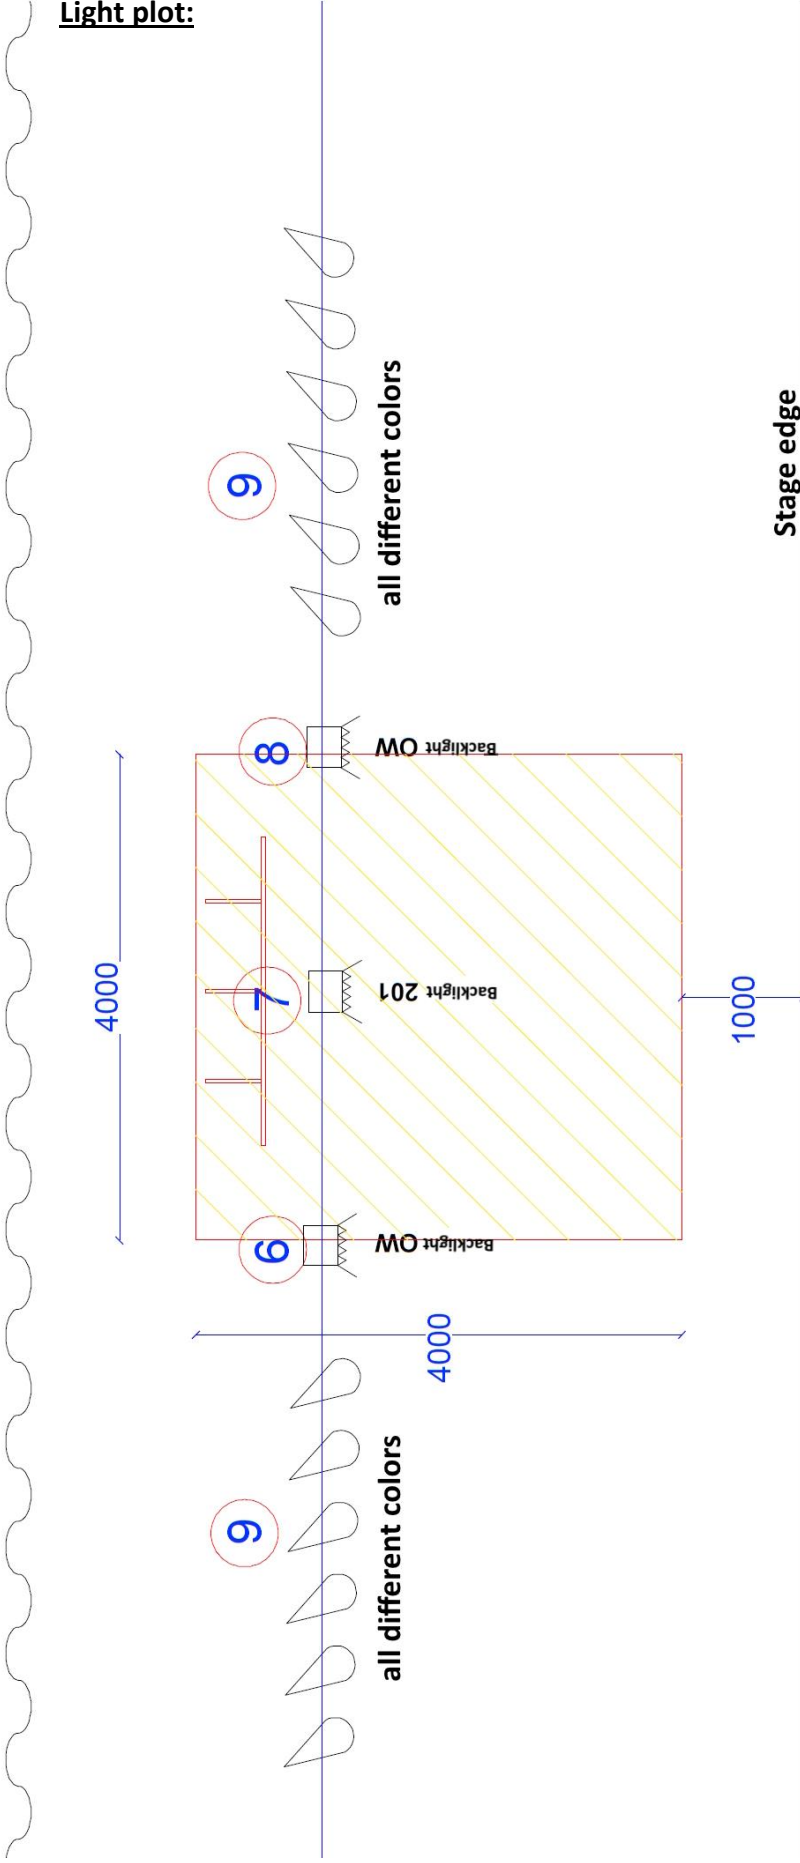 Light plot:
9
all different colors
Stage edge
8
Backlight OW
4000
7
Backlight 201
1000
6
Backlight OW
4000
9
all different colors